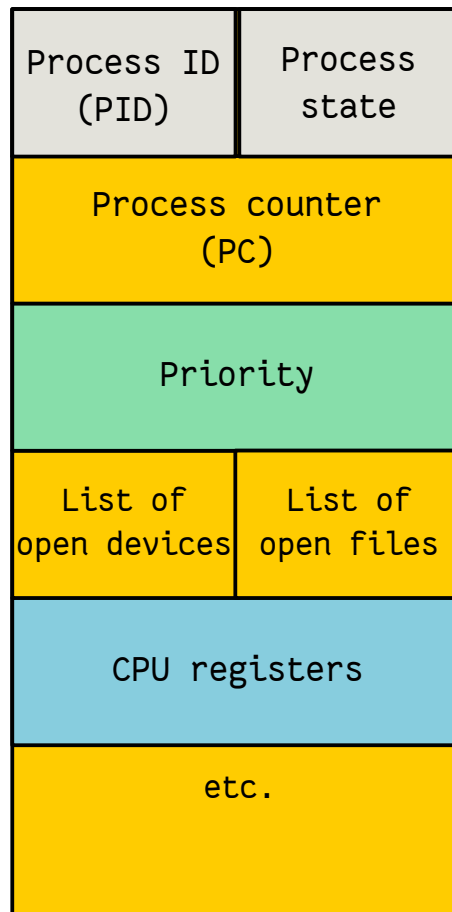 Process ID
(PID)
Process
state
Process counter
(PC)
Priority
List of
open devices
List of
open files
CPU registers
etc.